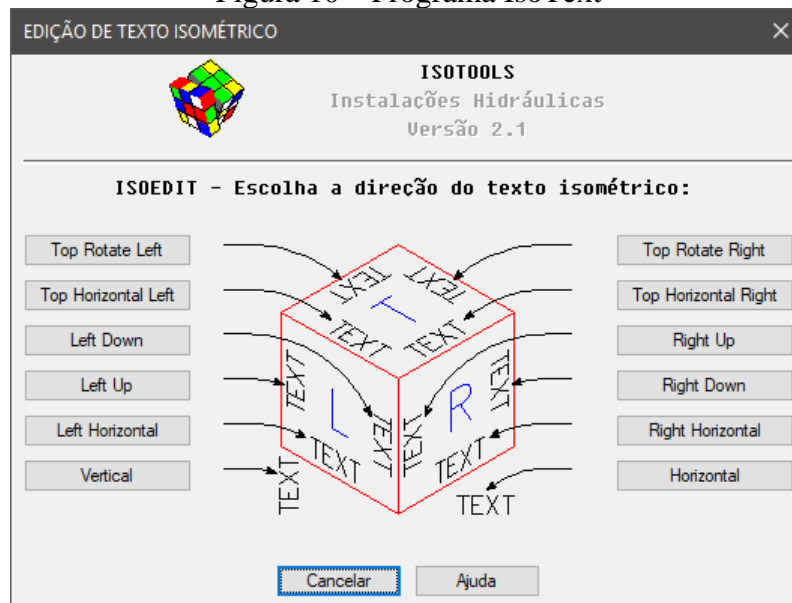 Figura – Programa IsoText
EDIÇÃO DE TEXTO ISOMÉTRICO
ISOTOOLS
Instalações Hidráulicas
Versão 2.1
ISOEDIT - Escolha a direção do texto isométrico:
Top Rotate Left
Top Horizontal Left
Left Down
Left Up
Left Horizontal
Vertical
TEXT
TEXT
T
TEXT
TEXT
TEXT
L
TEXT
TEXT
TEXT
R
TEXT
TEXT
TEXT
TEXT
TEXT
Top Rotate Right
Top Horizontal Right
Right Up
Right Down
Right Horizontal
Horizontal
Cancelar
Ajuda